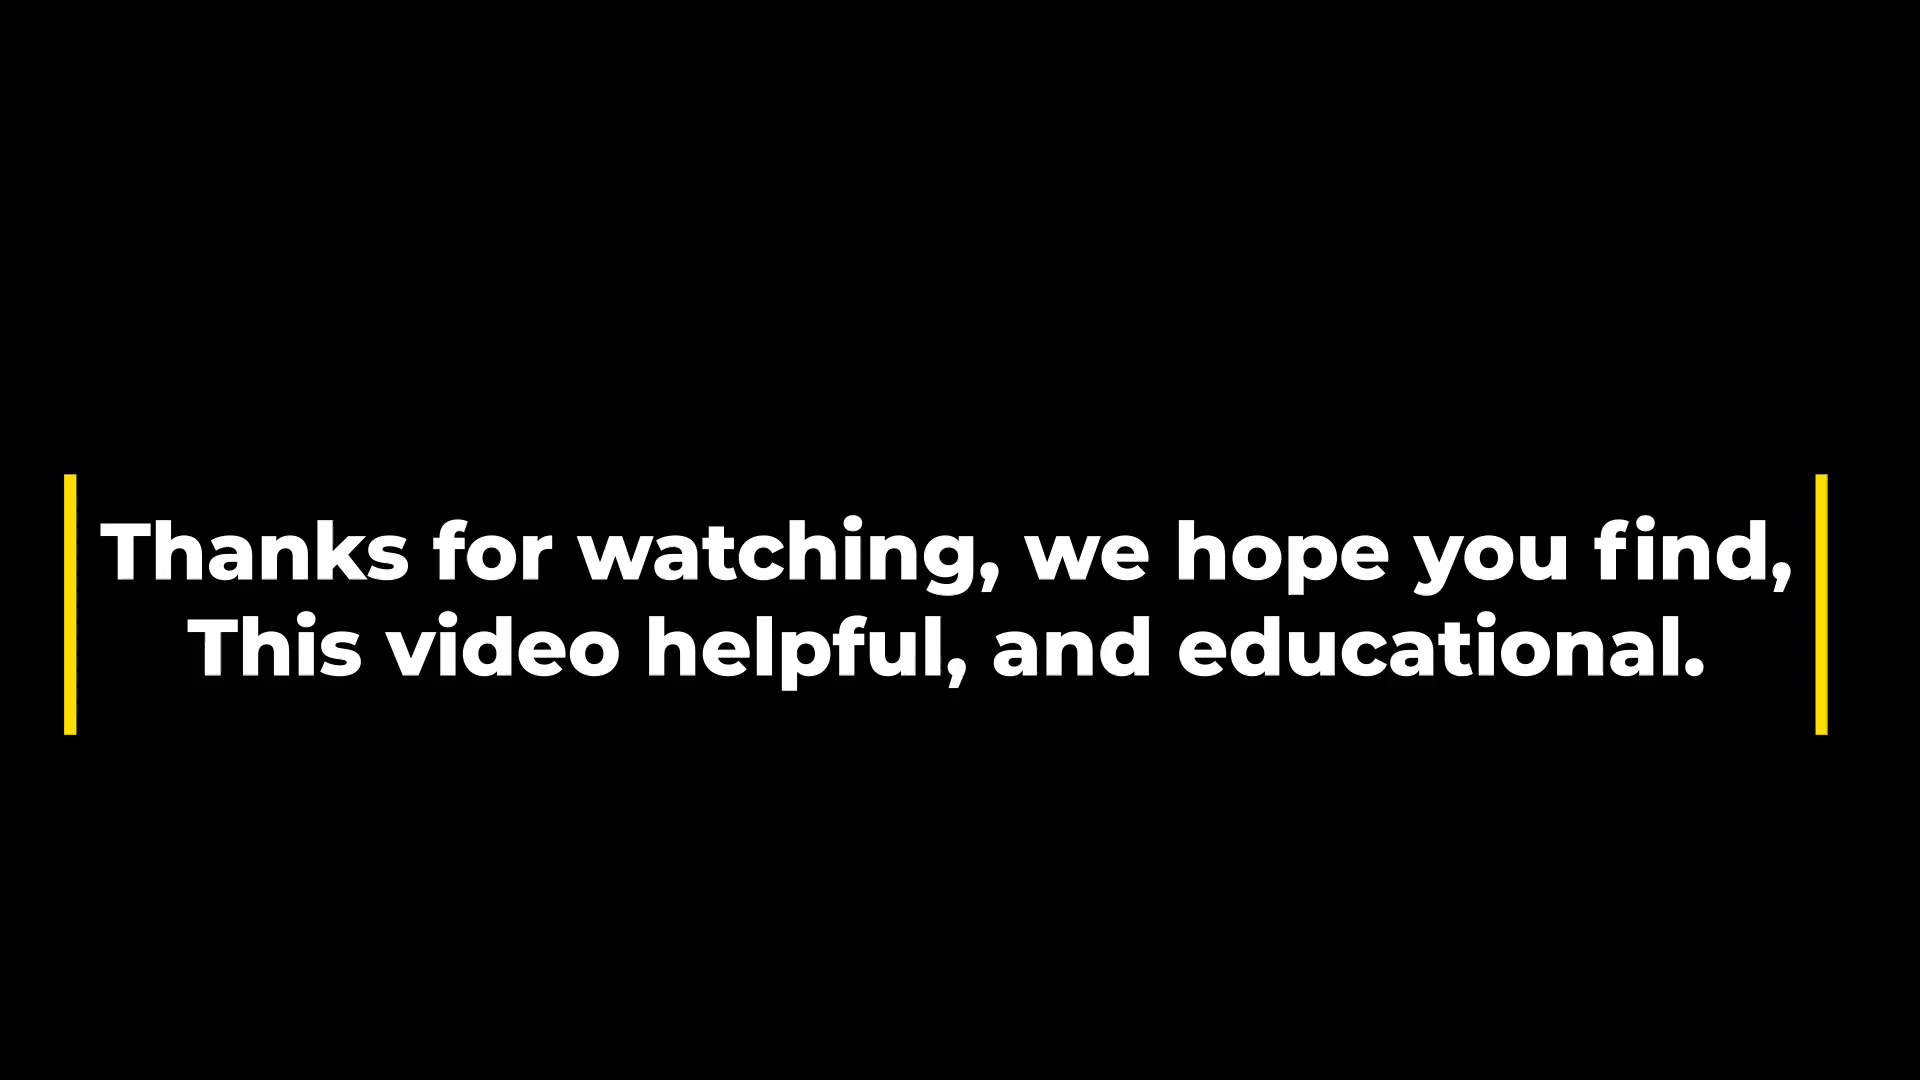 Thanks for watching, we hope you find,
This video helpful, and educational.